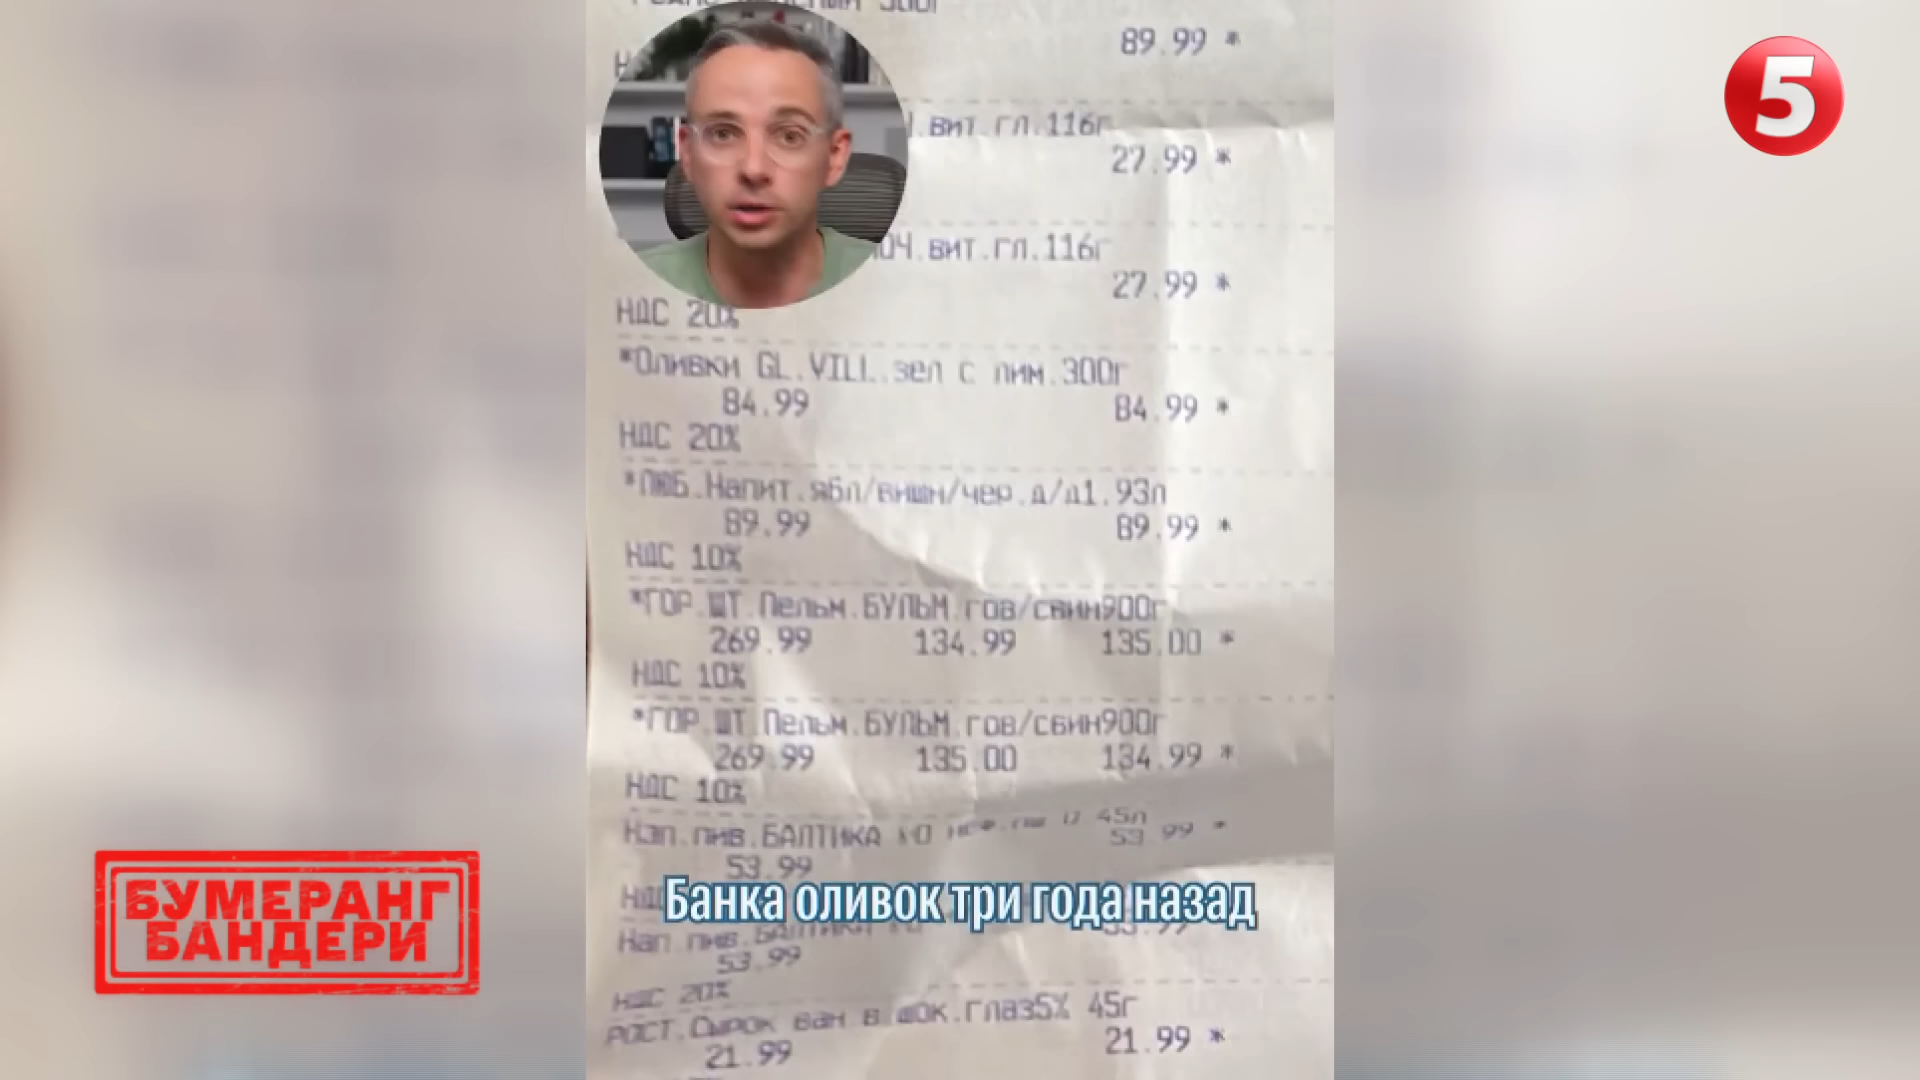 89.99 *
5
.вит.гл.116г
27.99 *
ОЧ.вит.гл.116г
27.99 *
НДС 20%
*Оливки GL.VILL.зел с лим.300г
84.99 84.99 *
НДС 20%
*ЛЮБ.Напит.ябл/вишн/чер.д/д1.93л
89.99 89.99 *
НДС 10%
*ГОР.ШТ.Пельм.БУЛЬМ.гов/свин900г
269.99 134.99 135.00 *
НДС 10%
*ГОР.ШТ.Пельм.БУЛЬМ.гов/свин900г
269.99 135.00 134.99 *
НДС 10%
Нап.пив.БАЛТИКА 45л
53.99 *
53.99
Банка оливок три года назад
Нап.пив.БАЛТИКА
53.99
НДС 20%
РОСТ.Сырок ван в шок.глаз5% 45г
21.99 21.99 *
БУМЕРАНГ
БАНДЕРИ